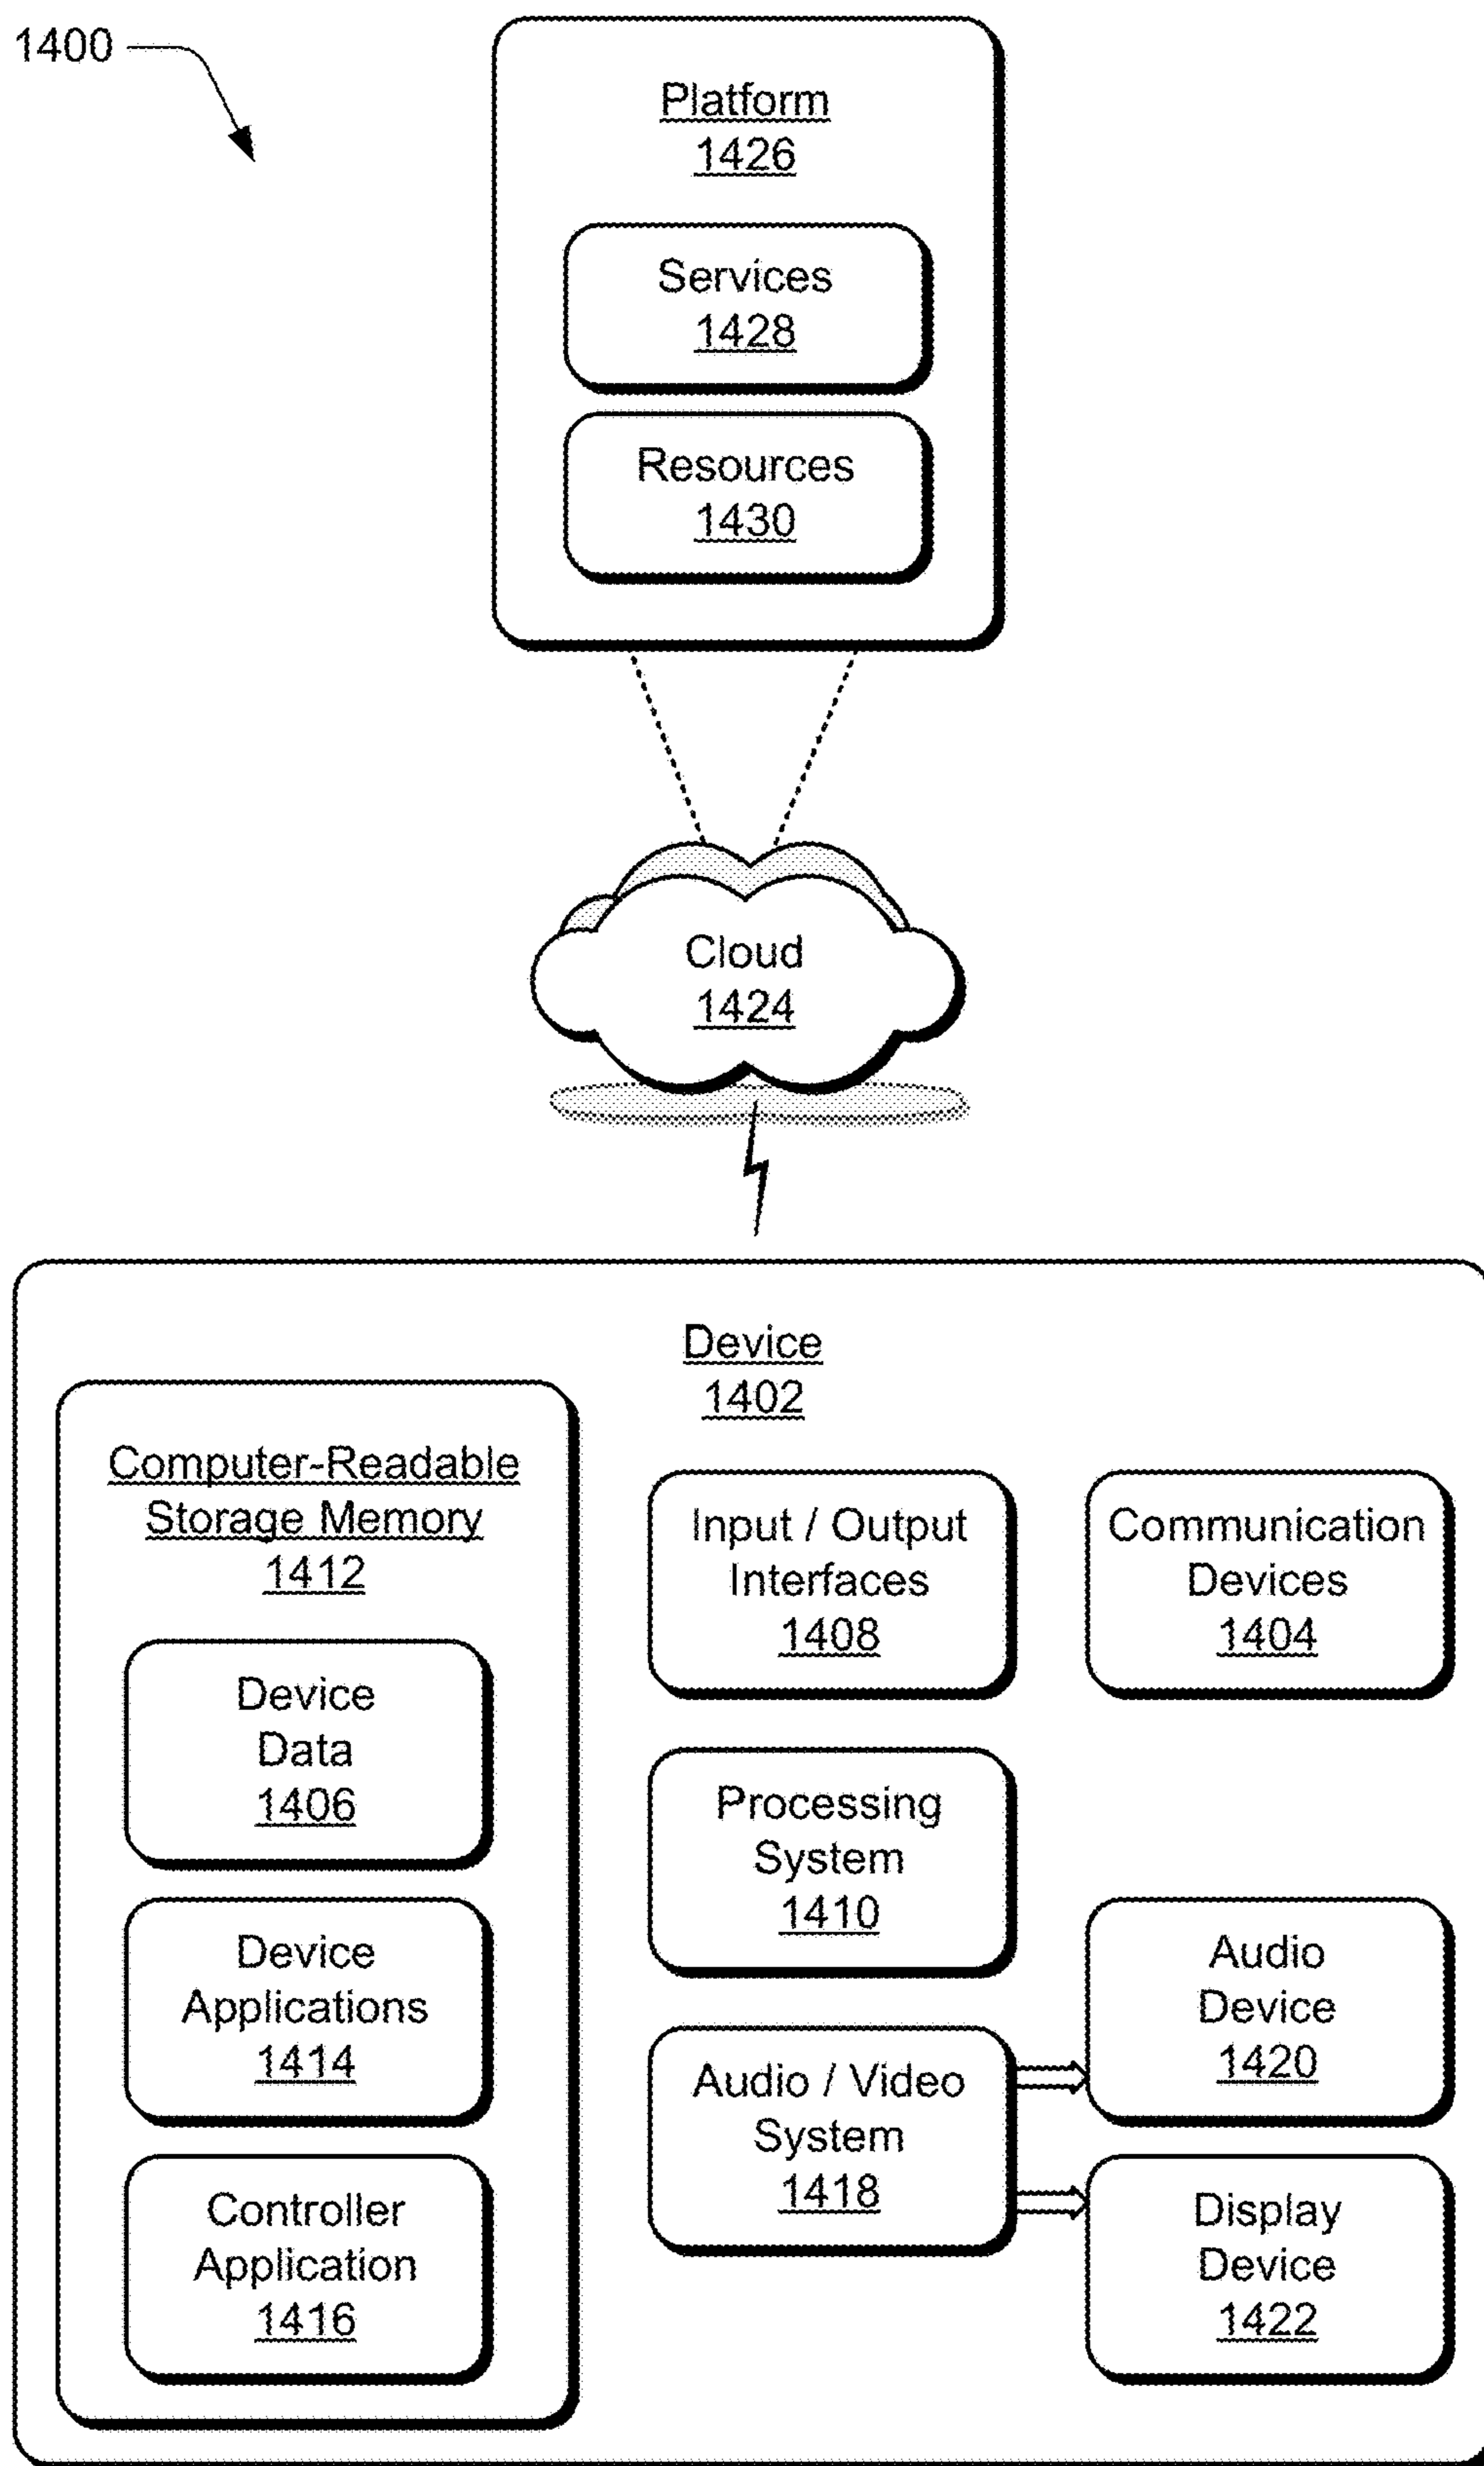 1400
Platform
1426
Services
1428
Resources
1430
Cloud
1424
Device
1402
Computer-Readable
Storage Memory
1412
Device
Data
1406
Device
Applications
1414
Controller
Application
1416
Input / Output
Interfaces
1408
Communication
Devices
1404
Processing
System
1410
Audio / Video
System
1418
Audio
Device
1420
Display
Device
1422